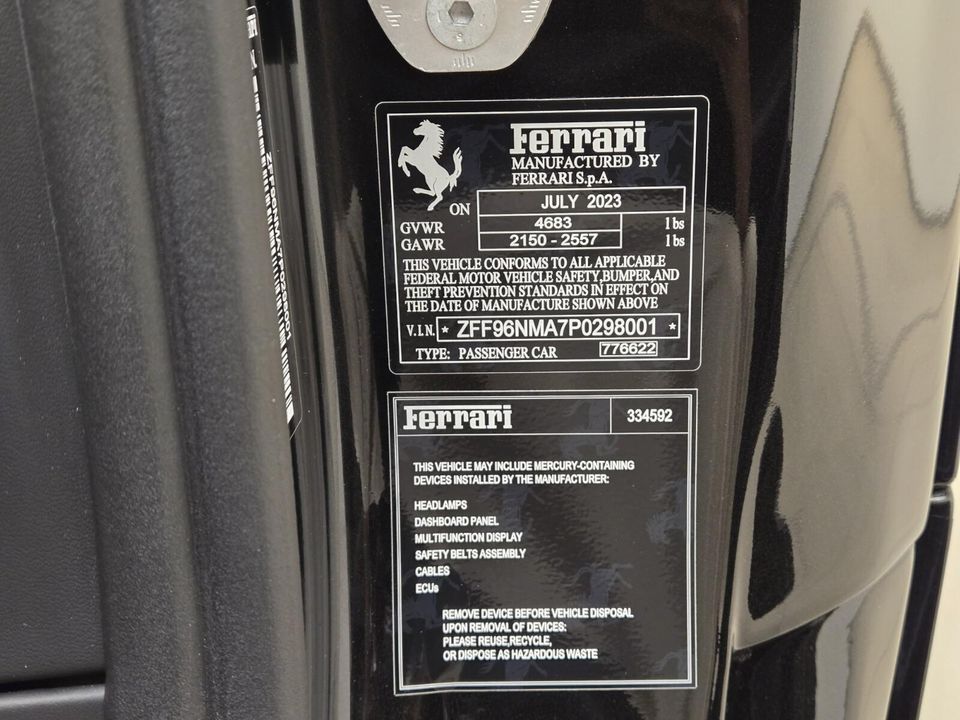 Ferrari
MANUFACTURED BY
FERRARI S.p.A.
ON JULY 2023
GVWR 4683 lbs
GAWR 2150 - 2557 lbs
THIS VEHICLE CONFORMS TO ALL APPLICABLE
FEDERAL MOTOR VEHICLE SAFETY,BUMPER,AND
THEFT PREVENTION STANDARDS IN EFFECT ON
THE DATE OF MANUFACTURE SHOWN ABOVE
V.I.N. * ZFF96NMA7P0298001 *
TYPE: PASSENGER CAR 776622
Ferrari 334592
THIS VEHICLE MAY INCLUDE MERCURY-CONTAINING
DEVICES INSTALLED BY THE MANUFACTURER:
HEADLAMPS
DASHBOARD PANEL
MULTIFUNCTION DISPLAY
SAFETY BELTS ASSEMBLY
CABLES
ECUs
REMOVE DEVICE BEFORE VEHICLE DISPOSAL
UPON REMOVAL OF DEVICES:
PLEASE REUSE,RECYCLE,
OR DISPOSE AS HAZARDOUS WASTE
ZFF96NMA7P0298001